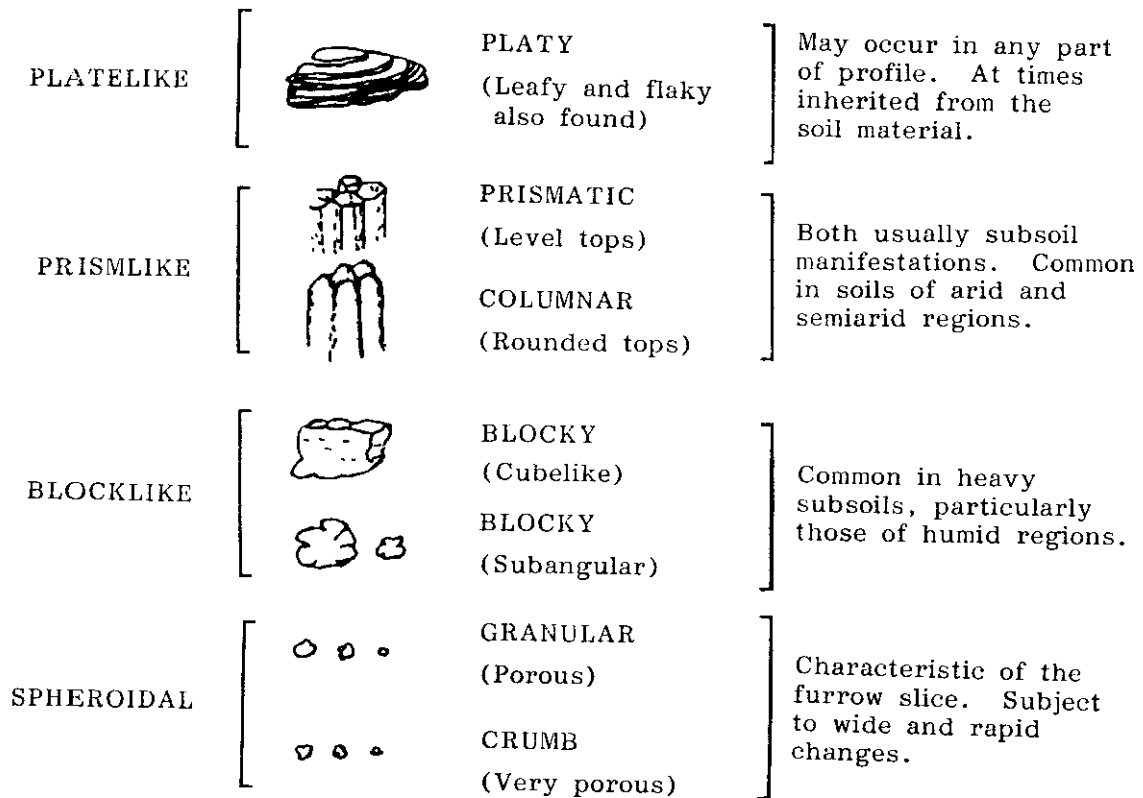 PLATELIKE
PLATY
(Leafy and flaky
also found)
May occur in any part
of profile. At times
inherited from the
soil material.
PRISMLIKE
PRISMATIC
(Level tops)
COLUMNAR
(Rounded tops)
Both usually subsoil
manifestations. Common
in soils of arid and
semiarid regions.
BLOCKLIKE
BLOCKY
(Cubelike)
BLOCKY
(Subangular)
Common in heavy
subsoils, particularly
those of humid regions.
SPHEROIDAL
GRANULAR
(Porous)
CRUMB
(Very porous)
Characteristic of the
furrow slice. Subject
to wide and rapid
changes.